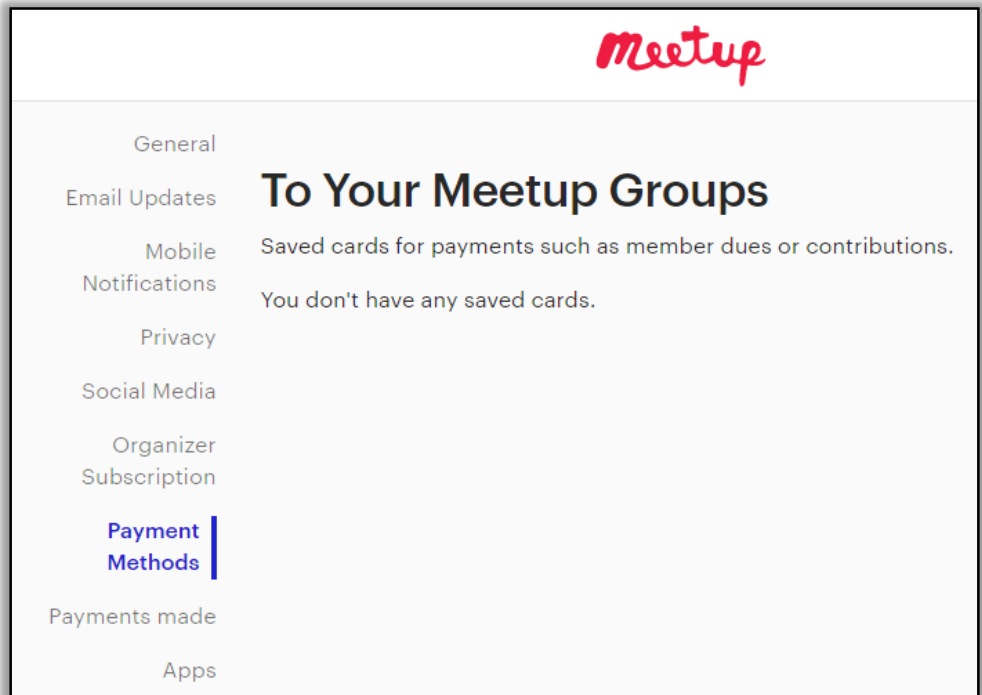 meetup
General
Email Updates
Mobile
Notifications
Privacy
Social Media
Organizer
Subscription
Payment
Methods
Payments made
Apps
To Your Meetup Groups
Saved cards for payments such as member dues or contributions.
You don't have any saved cards.